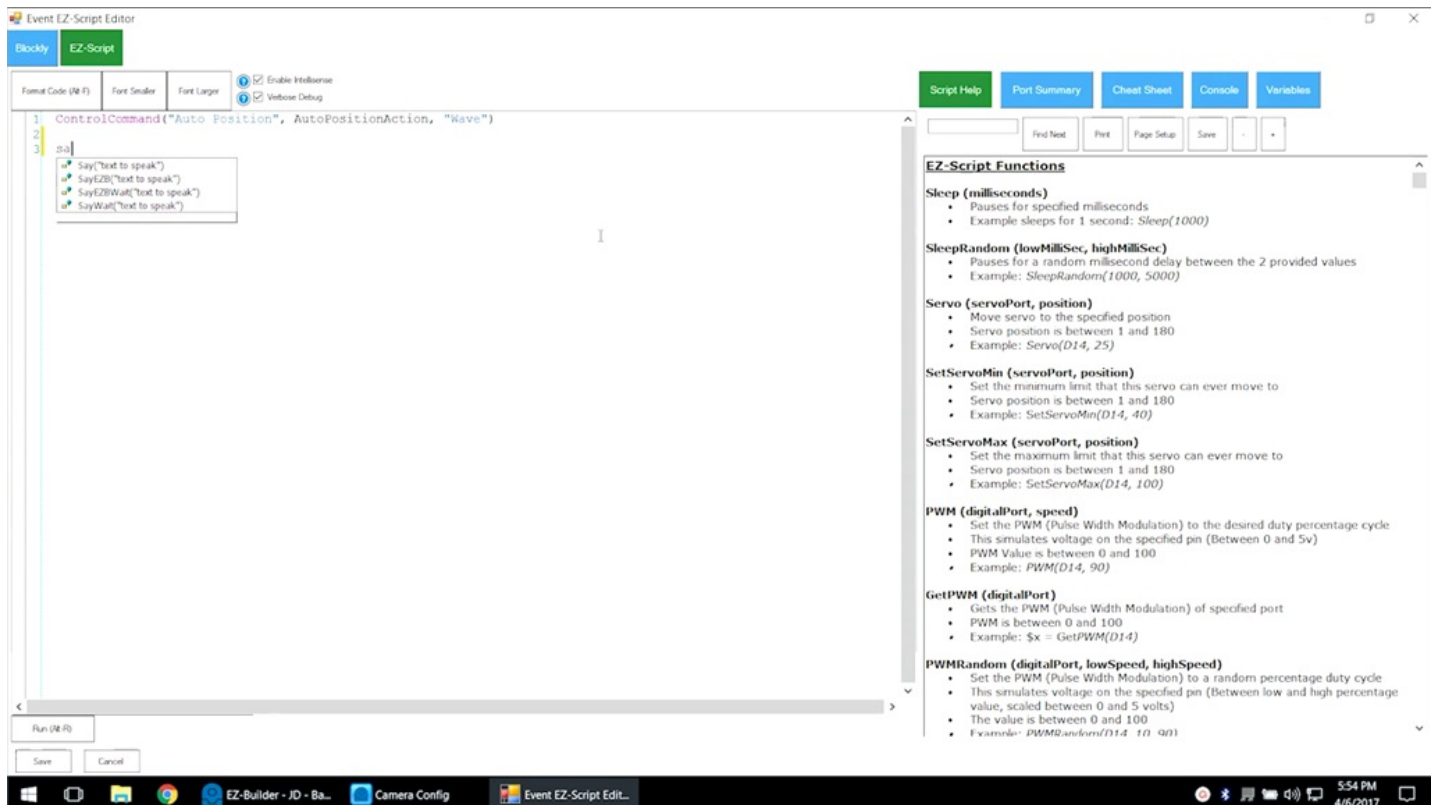 Event EZ-Script Editor
Blockly
EZ-Script
Format Code (Alt-F)
Font Smaller
Font Larger
Enable Intellisense
Verbose Debug
Script Help
Port Summary
Cheat Sheet
Console
Variables
Find Next
Print
Page Setup
Save
-
+
1 ControlCommand("Auto Position", AutoPositionAction, "Wave")
2
3 sa
Say("text to speak")
SayEZB("text to speak")
SayEZBWait("text to speak")
SayWait("text to speak")
EZ-Script Functions
Sleep (milliseconds)
• Pauses for specified milliseconds
• Example sleeps for 1 second: Sleep(1000)
SleepRandom (lowMilliSec, highMilliSec)
• Pauses for a random millisecond delay between the 2 provided values
• Example: SleepRandom(1000, 5000)
Servo (servoPort, position)
• Move servo to the specified position
• Servo position is between 1 and 180
• Example: Servo(D14, 25)
SetServoMin (servoPort, position)
• Set the minimum limit that this servo can ever move to
• Servo position is between 1 and 180
• Example: SetServoMin(D14, 40)
SetServoMax (servoPort, position)
• Set the maximum limit that this servo can ever move to
• Servo position is between 1 and 180
• Example: SetServoMax(D14, 100)
PWM (digitalPort, speed)
• Set the PWM (Pulse Width Modulation) to the desired duty percentage cycle
• This simulates voltage on the specified pin (Between 0 and 5v)
• PWM Value is between 0 and 100
• Example: PWM(D14, 90)
GetPWM (digitalPort)
• Gets the PWM (Pulse Width Modulation) of specified port
• PWM is between 0 and 100
• Example: $x = GetPWM(D14)
PWMRandom (digitalPort, lowSpeed, highSpeed)
• Set the PWM (Pulse Width Modulation) to a random percentage duty cycle
• This simulates voltage on the specified pin (Between low and high percentage
value, scaled between 0 and 5 volts)
• The value is between 0 and 100
• Example: PWMRandom(D14, 10, 90)
Run (Alt-R)
Save
Cancel
EZ-Builder - JD - Ba...
Camera Config
Event EZ-Script Edit...
5:54 PM
4/6/2017